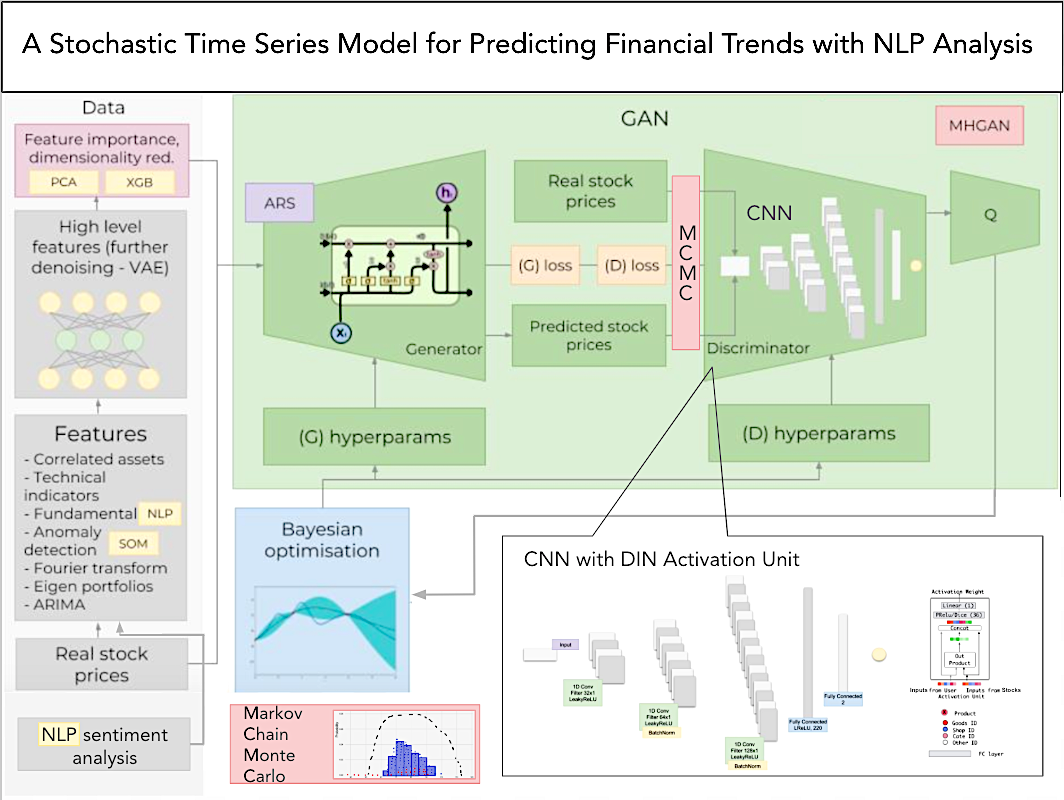 A Stochastic Time Series Model for Predicting Financial Trends with NLP Analysis
Data
Feature importance,
dimensionality red.
PCA
XGB
High level
features (further
denoising - VAE)
Features
- Correlated assets
- Technical
indicators
- Fundamental
NLP
- Anomaly
detection
SOM
- Fourier transform
- Eigen portfolios
- ARIMA
Real stock
prices
NLP sentiment
analysis
GAN
MHGAN
ARS
Generator
Real stock
prices
(G) loss
(D) loss
Predicted stock
prices
M
C
M
C
CNN
Discriminator
Q
(G) hyperparams
(D) hyperparams
Bayesian
optimisation
Markov
Chain
Monte
Carlo
CNN with DIN Activation Unit
Input
1D Conv
Filter 32x1
LeakyReLU
1D Conv
Filter 64x1
LeakyReLU
BatchNorm
1D Conv
Filter 128x1
LeakyReLU
BatchNorm
Fully Connected
LReLU, 220
Fully Connected
2
Activation Weight
Linear (1)
PRelu/Dice (36)
Concat
Out
Product
Inputs from User
Inputs from Stocks
Activation Unit
Product
Goods ID
Shop ID
Cate ID
Other ID
FC layer